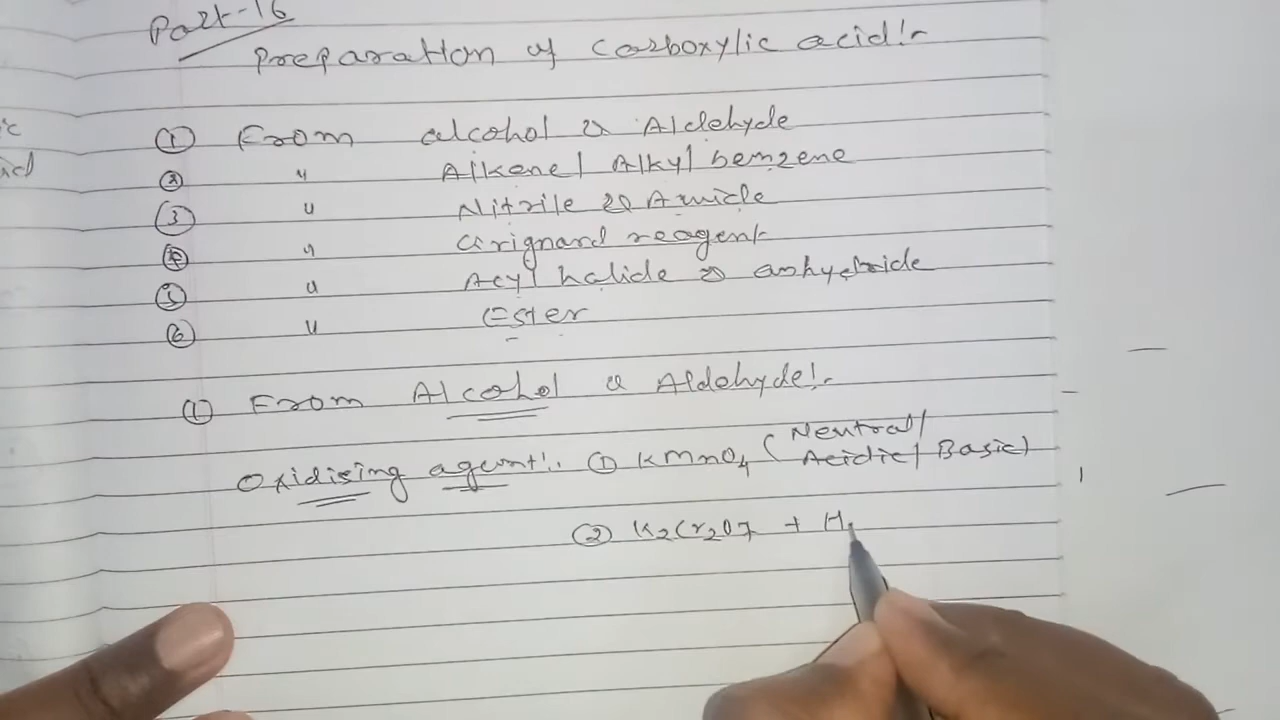 Part-16
Preparation of Carboxylic acid:-
① From alcohol & Aldehyde
② " Alkene/ Alkyl benzene
③ " Nitrile & Amide
④ " Grignard reagent
⑤ " Acyl halide & anhydride
⑥ " Ester
① From Alcohol & Aldehyde:-
Oxidising agent:- ① KMnO4 (Neutral/ Acidic/ Basic)
② K2Cr2O7 + H